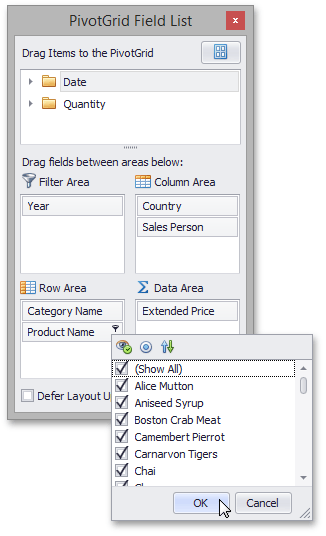 PivotGrid Field List
Drag Items to the PivotGrid
Date
Quantity
Drag fields between areas below:
Filter Area
Column Area
Year
Country
Sales Person
Row Area
Data Area
Category Name
Extended Price
Product Name
Defer Layout U
(Show All)
Alice Mutton
Aniseed Syrup
Boston Crab Meat
Camembert Pierrot
Carnarvon Tigers
Chai
OK
Cancel